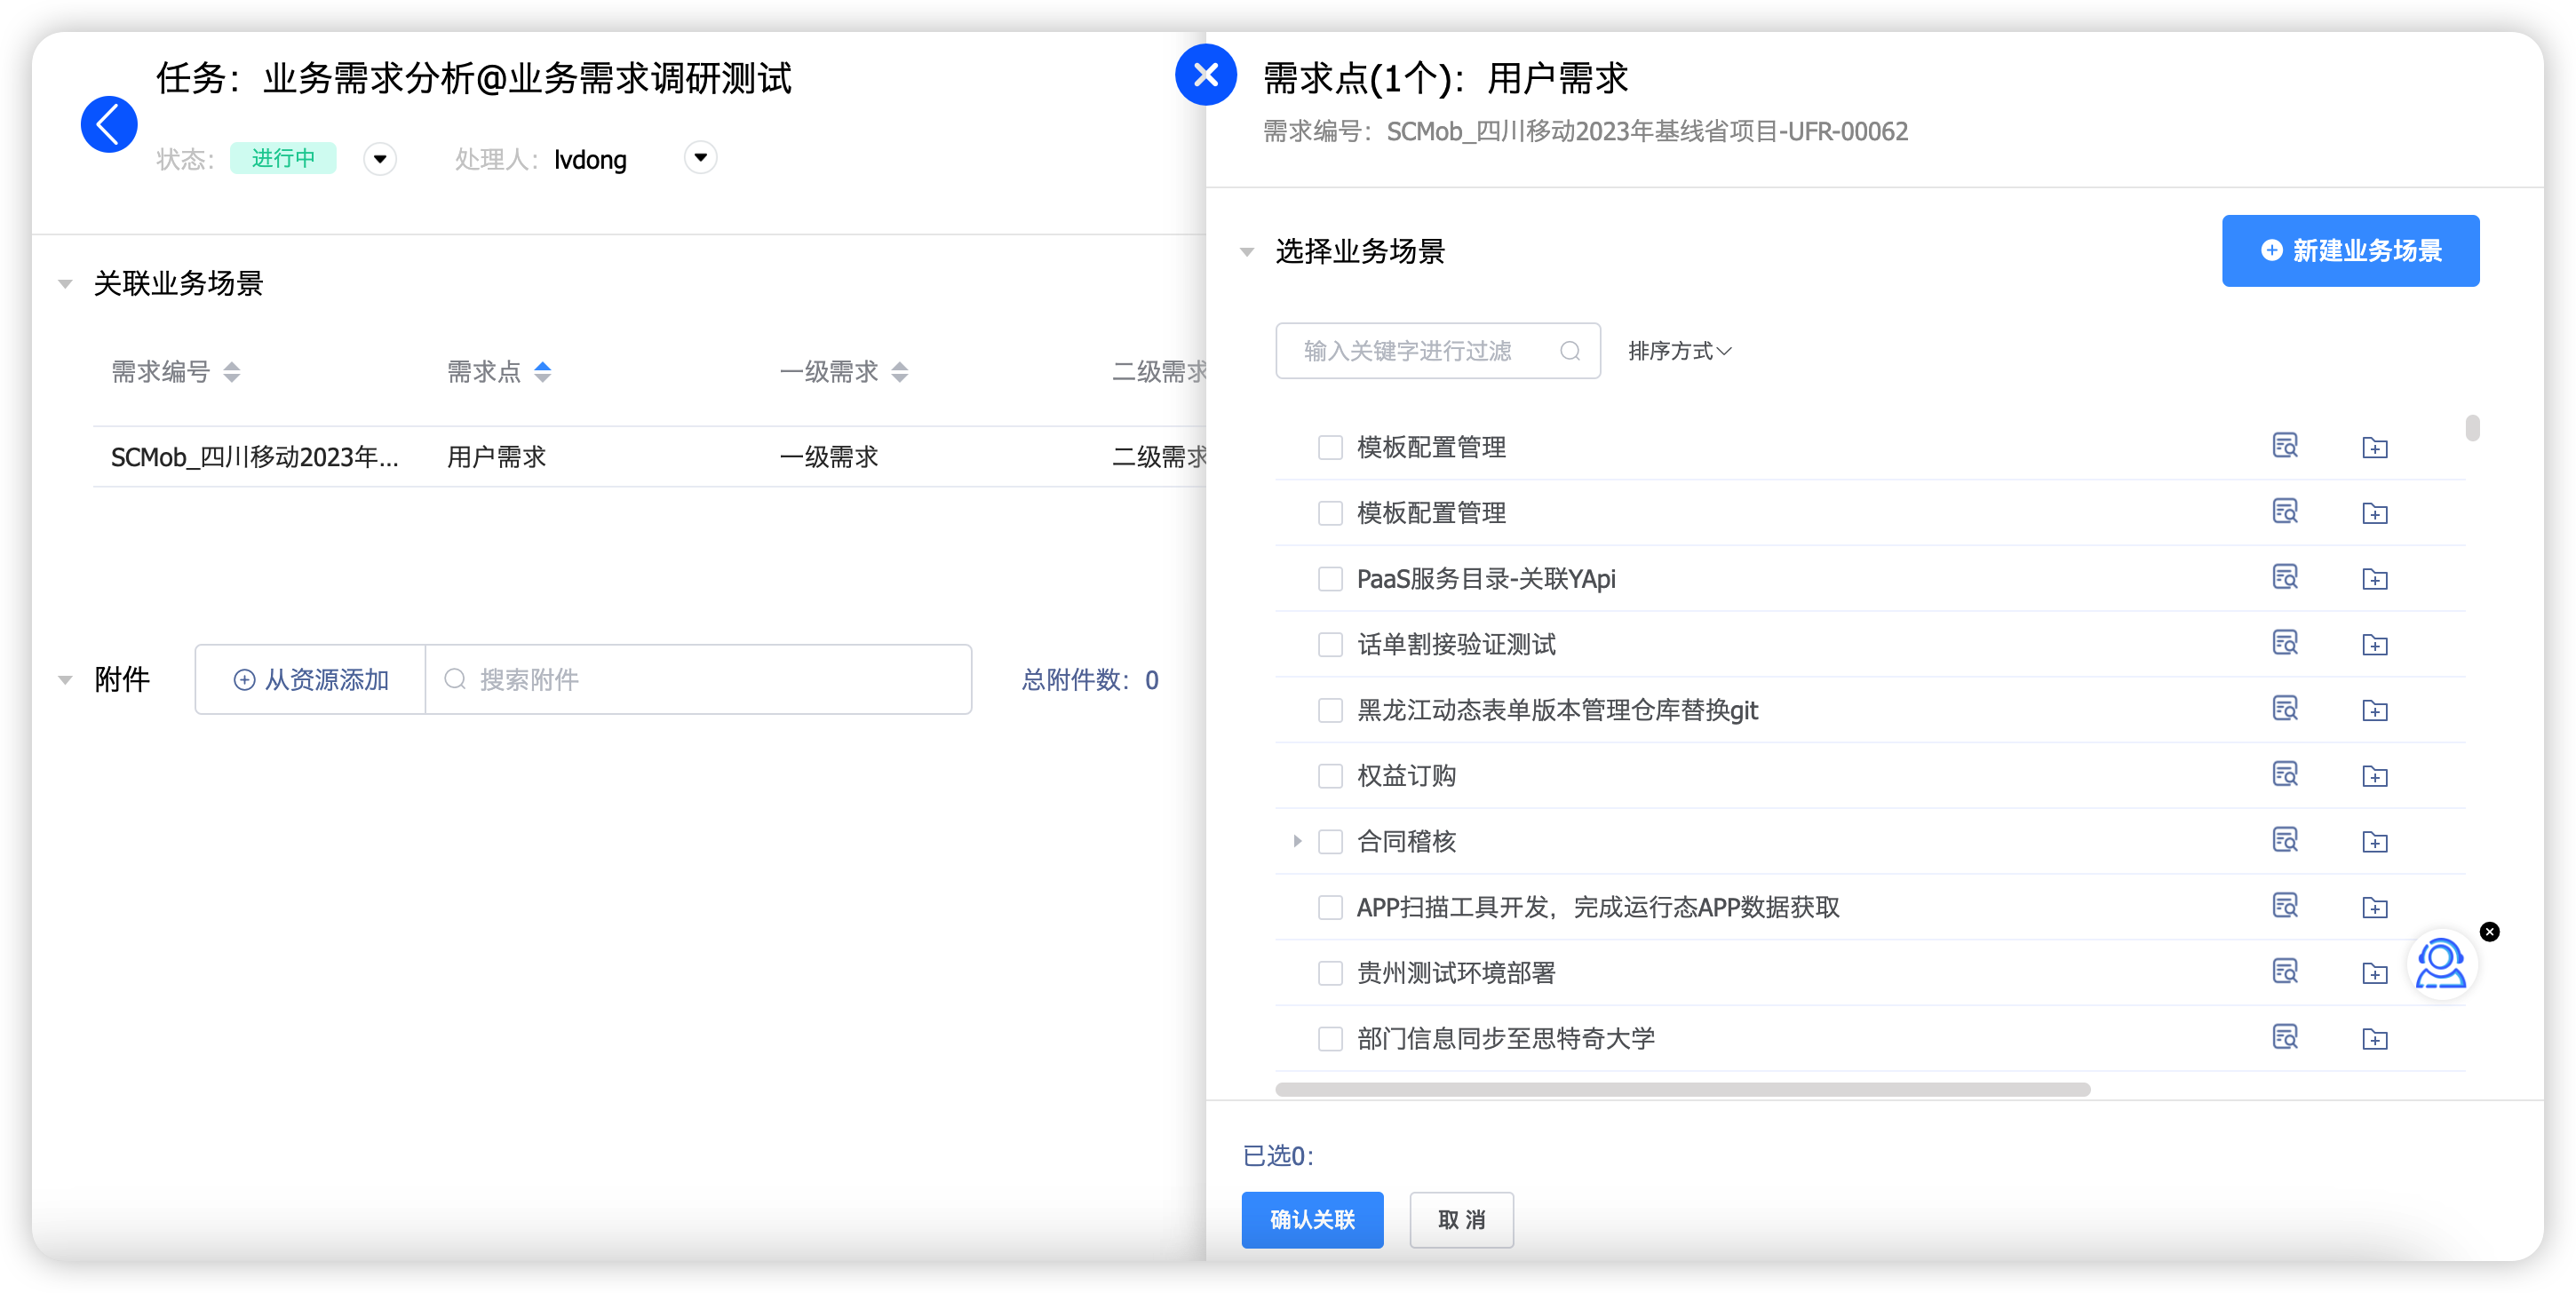 任务：业务需求分析@业务需求调研测试
状态： 进行中 处理人： lvdong
关联业务场景
需求编号 需求点 一级需求 二级需求
SCMob_四川移动2023年... 用户需求 一级需求 二级需求
附件 从资源添加 搜索附件 总附件数：0
需求点(1个)：用户需求
需求编号：SCMob_四川移动2023年基线省项目-UFR-00062
选择业务场景 新建业务场景
输入关键字进行过滤 排序方式
模板配置管理
模板配置管理
PaaS服务目录-关联YApi
话单割接验证测试
黑龙江动态表单版本管理仓库替换git
权益订购
合同稽核
APP扫描工具开发，完成运行态APP数据获取
贵州测试环境部署
部门信息同步至思特奇大学
已选0：
确认关联 取 消